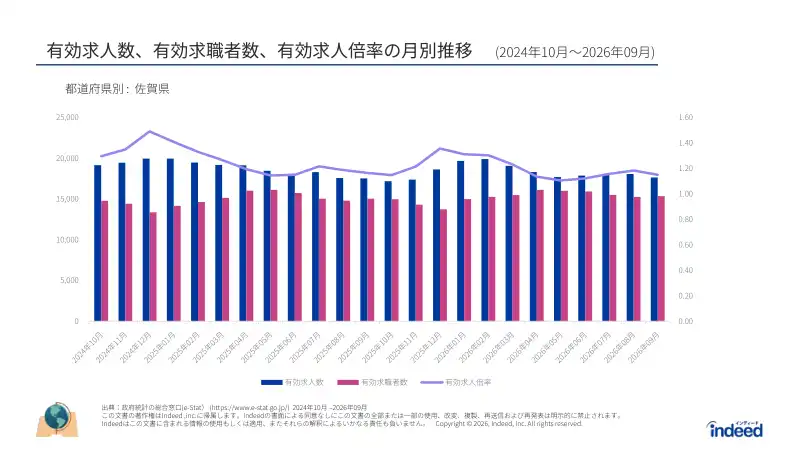 有効求人数、有効求職者数、有効求人倍率の月別推移 (2024年10月～2026年09月)
都道府県別 : 佐賀県
25,000
20,000
15,000
10,000
5,000
0
1.60
1.40
1.20
1.00
0.80
0.60
0.40
0.20
0.00
2024年10月
2024年11月
2024年12月
2025年01月
2025年02月
2025年03月
2025年04月
2025年05月
2025年06月
2025年07月
2025年08月
2025年09月
2025年10月
2025年11月
2025年12月
2026年01月
2026年02月
2026年03月
2026年04月
2026年05月
2026年06月
2026年07月
2026年08月
2026年09月
有効求人数 有効求職者数 有効求人倍率
出典：政府統計の総合窓口(e-Stat) (https://www.e-stat.go.jp/) 2024年10月 –2026年09月
この文書の著作権はIndeed,inc.に帰属します。Indeedの書面による同意なしにこの文書の全部または一部の使用、改変、複製、再送信および再発表は明示的に禁止されます。
Indeedはこの文書に含まれる情報の使用もしくは適用、またそれらの解釈によるいかなる責任も負いません。 Copyright © 2026, Indeed, Inc. All rights reserved.
インディード
indeed